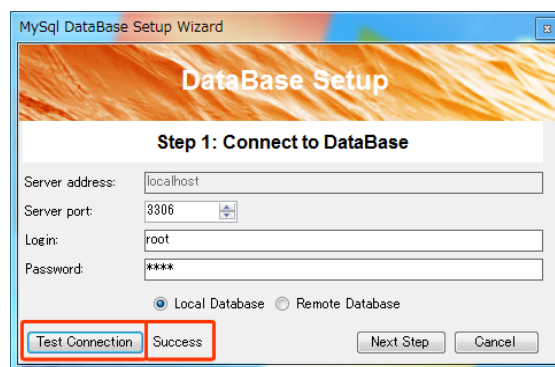 MySql DataBase Setup Wizard
DataBase Setup
Step 1: Connect to DataBase
Server address: localhost
Server port: 3306
Login: root
Password: ****
Local Database Remote Database
Test Connection Success Next Step Cancel